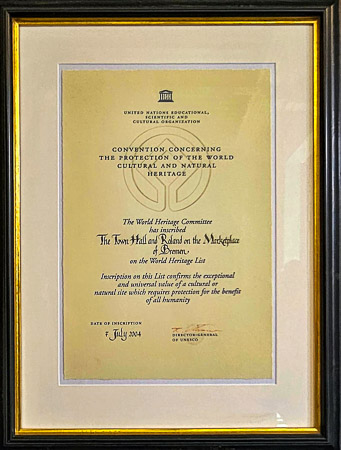 UNITED NATIONS EDUCATIONAL,
SCIENTIFIC AND
CULTURAL ORGANIZATION
CONVENTION CONCERNING
THE PROTECTION OF THE WORLD
CULTURAL AND NATURAL
HERITAGE
The World Heritage Committee
has inscribed
The Town Hall and Roland on the Marketplace
of Bremen
on the World Heritage List
Inscription on this List confirms the exceptional
and universal value of a cultural or
natural site which requires protection for the benefit
of all humanity
DATE OF INSCRIPTION
July 2004
DIRECTOR-GENERAL
OF UNESCO